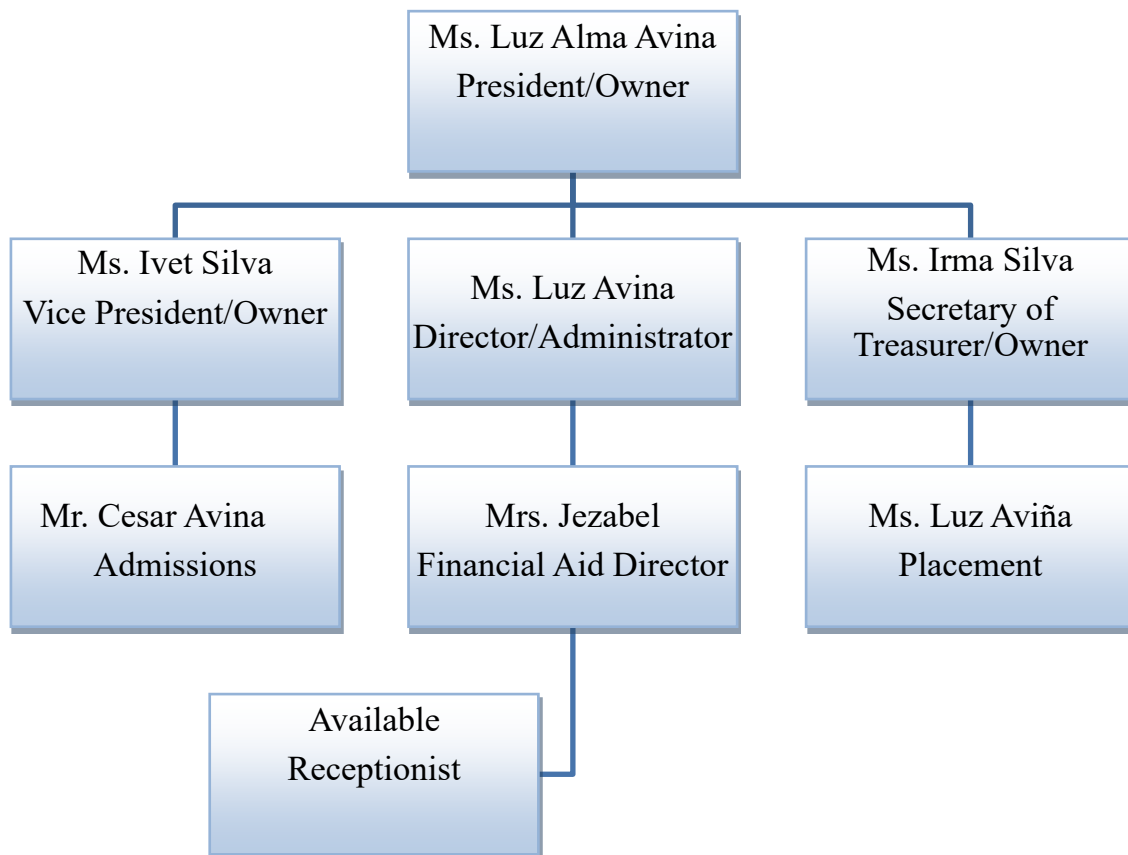 Ms. Luz Alma Avina
President/Owner
Ms. Ivet Silva
Vice President/Owner
Ms. Luz Avina
Director/Administrator
Ms. Irma Silva
Secretary of
Treasurer/Owner
Mr. Cesar Avina
Admissions
Mrs. Jezabel
Financial Aid Director
Ms. Luz Aviña
Placement
Available
Receptionist